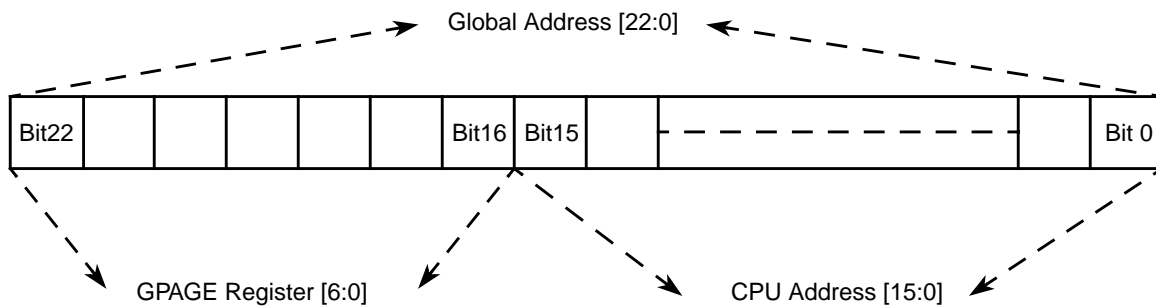 Global Address [22:0]
Bit22
Bit16
Bit15
Bit 0
GPAGE Register [6:0]
CPU Address [15:0]